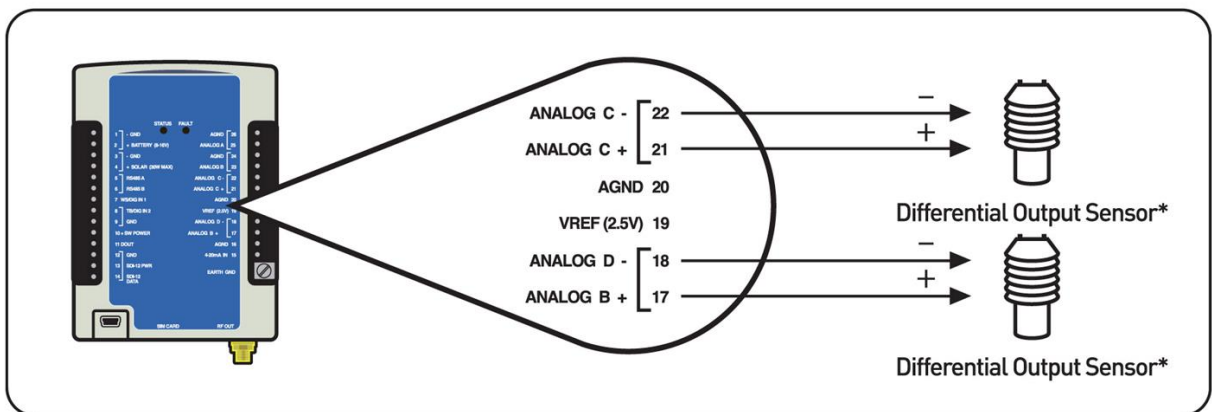 STATUS FAULT
1 - GND
2 + BATTERY (8-16V)
3 - GND
4 + SOLAR (30W MAX)
5 RS485 A
6 RS485 B
7 WS/DIG IN 1
8 TB/DIG IN 2
9 GND
10 + SW POWER
11 DOUT
12 GND
13 SDI-12 PWR
14 SDI-12
DATA
AGND 26
ANALOG A 25
AGND 24
ANALOG B 23
ANALOG C - 22
ANALOG C + 21
AGND 20
VREF (2.5V) 19
ANALOG D - 18
ANALOG B + 17
AGND 16
4-20mA IN 15
EARTH GND
SIM CARD RF OUT
ANALOG C - 22
ANALOG C + 21
AGND 20
VREF (2.5V) 19
ANALOG D - 18
ANALOG B + 17
− 
+
Differential Output Sensor*
−
+
Differential Output Sensor*